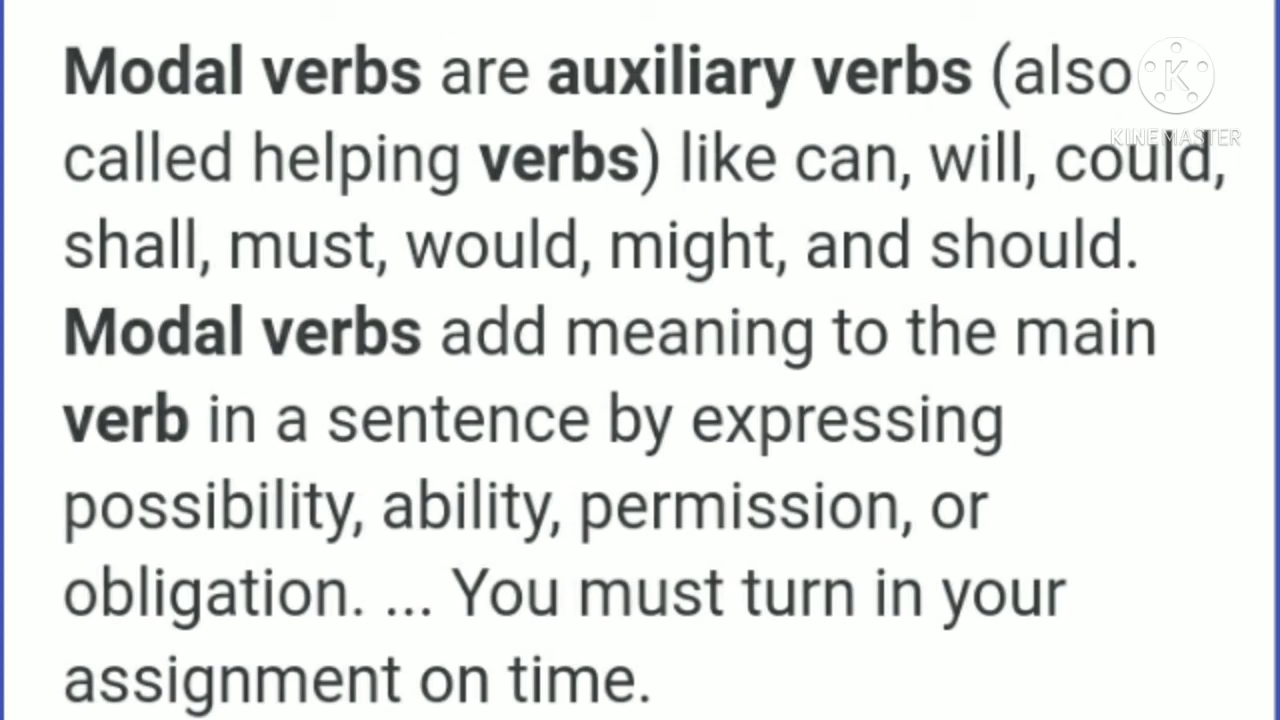 Modal verbs are auxiliary verbs (also
called helping verbs) like can, will, could,
shall, must, would, might, and should.
Modal verbs add meaning to the main
verb in a sentence by expressing
possibility, ability, permission, or
obligation. ... You must turn in your
assignment on time.
K
KINEMASTER